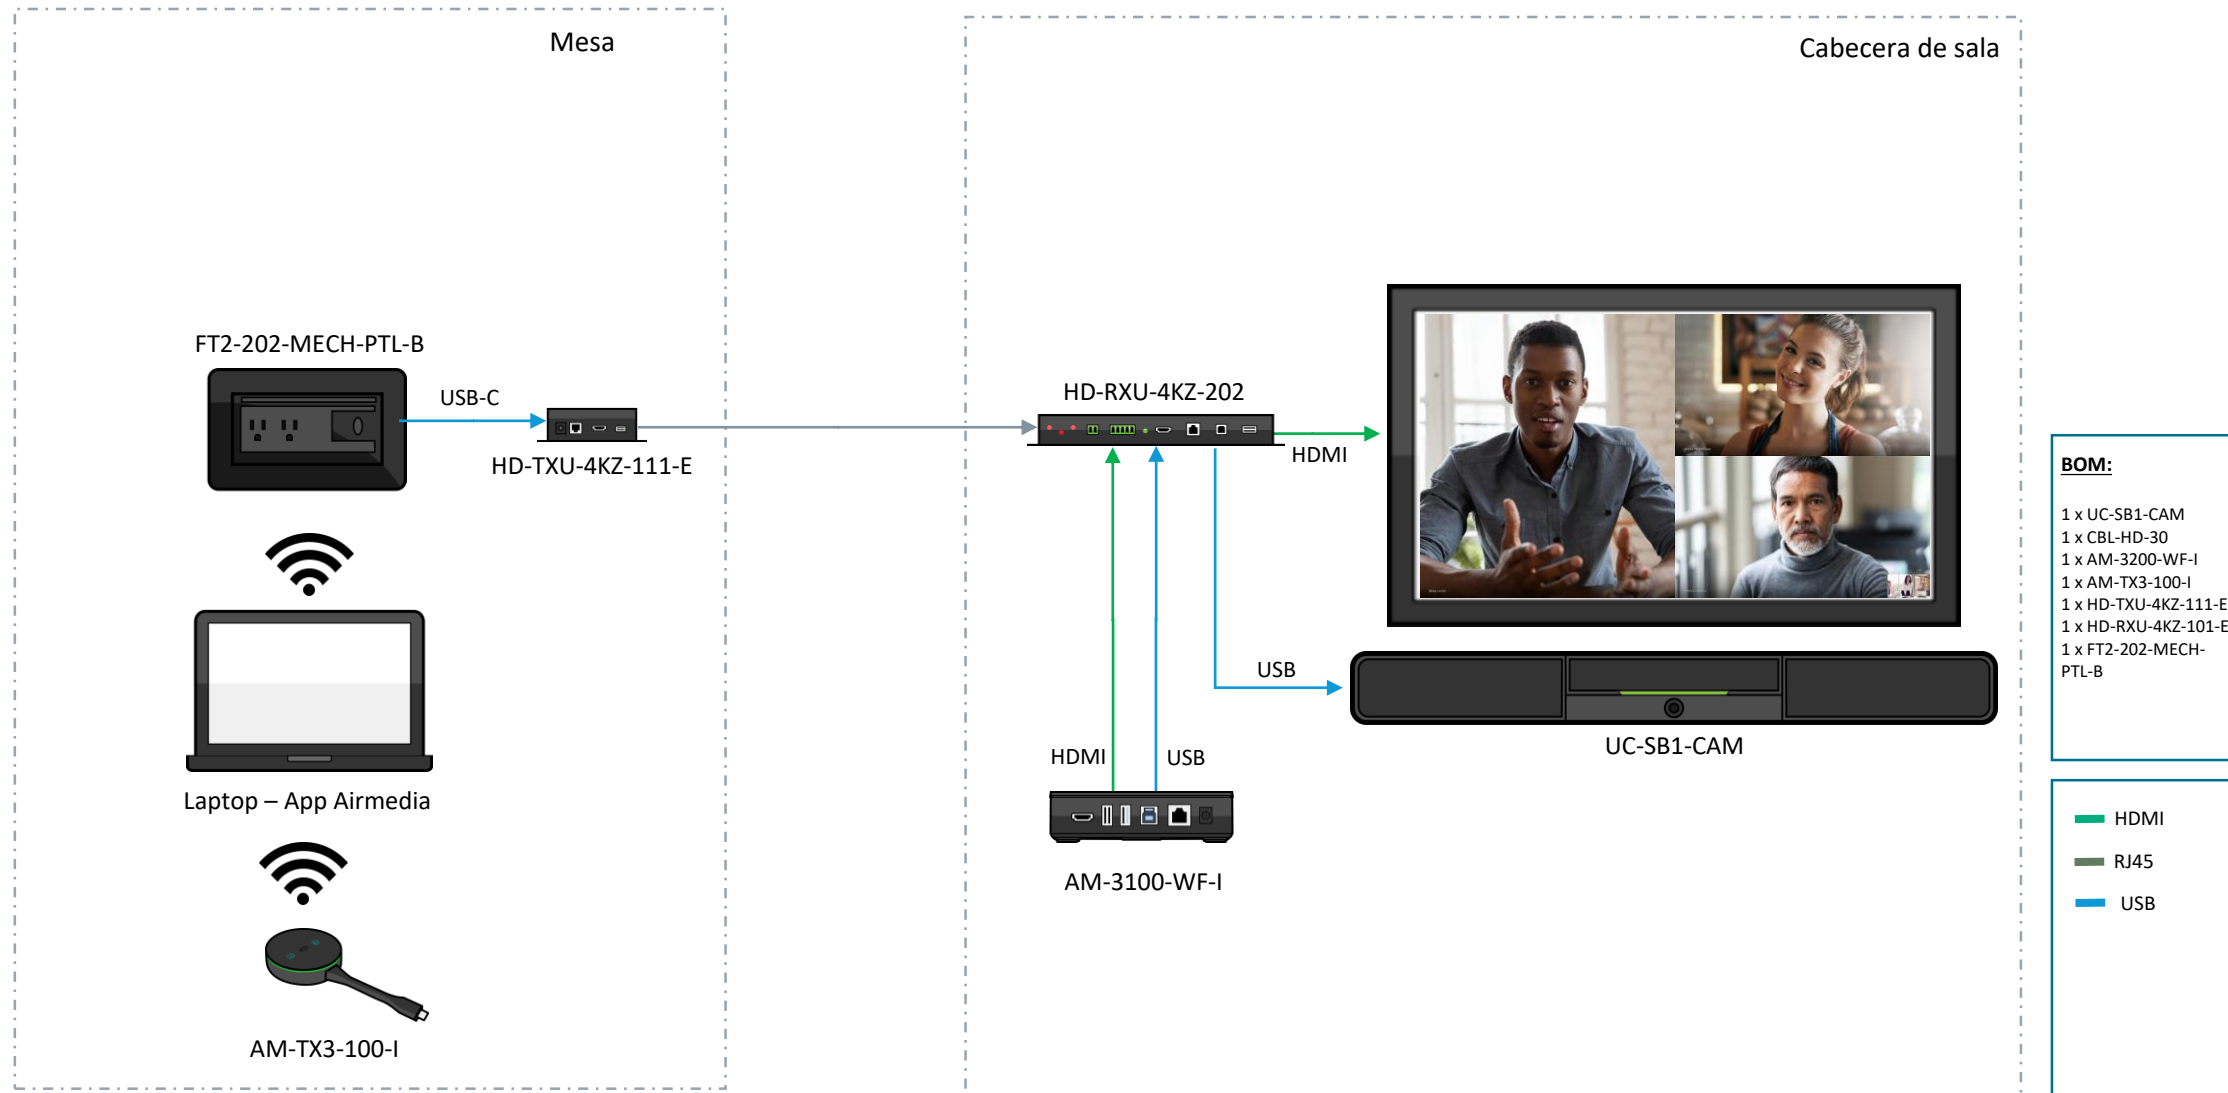 Mesa
Cabecera de sala
FT2-202-MECH-PTL-B
USB-C
HD-TXU-4KZ-111-E
HD-RXU-4KZ-202
HDMI
USB
UC-SB1-CAM
HDMI
USB
AM-3100-WF-I
Laptop – App Airmedia
AM-TX3-100-I
BOM:
1 x UC-SB1-CAM
1 x CBL-HD-30
1 x AM-3200-WF-I
1 x AM-TX3-100-I
1 x HD-TXU-4KZ-111-E
1 x HD-RXU-4KZ-101-E
1 x FT2-202-MECH-
PTL-B
HDMI
RJ45
USB